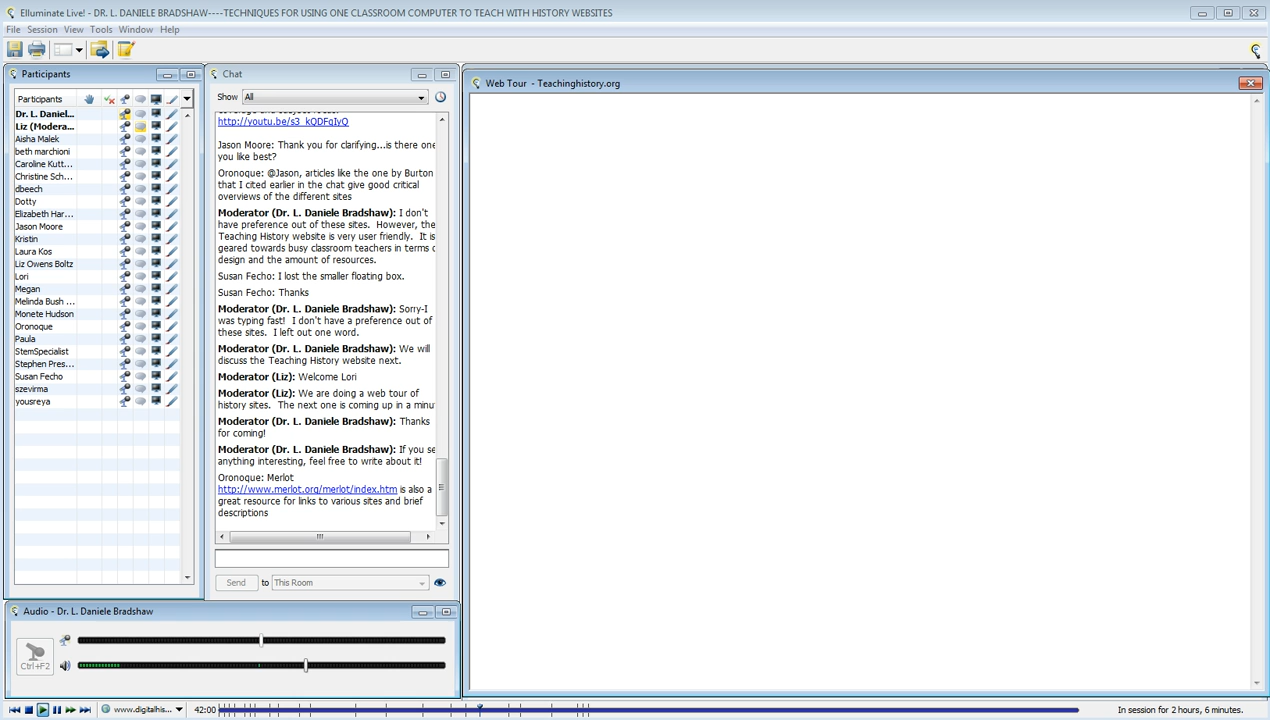 Elluminate Live! - DR. L. DANIELE BRADSHAW----TECHNIQUES FOR USING ONE CLASSROOM COMPUTER TO TEACH WITH HISTORY WEBSITES
File Session View Tools Window Help
Participants
Participants
Dr. L. Daniel...
Liz (Modera...
Aisha Malek
beth marchioni
Caroline Kutt...
Christine Sch...
dbeech
Dotty
Elizabeth Har...
Jason Moore
Kristin
Laura Kos
Liz Owens Boltz
Lori
Megan
Melinda Bush ...
Monete Hudson
Oronoque
Paula
StemSpecialist
Stephen Pres...
Susan Fecho
szevirma
yousreya
Chat
Show All
http://youtu.be/s3_kQDFqIyQ
Jason Moore: Thank you for clarifying...is there one
you like best?
Oronoque: @Jason, articles like the one by Burton
that I cited earlier in the chat give good critical
overviews of the different sites
Moderator (Dr. L. Daniele Bradshaw): I don't
have preference out of these sites. However, the
Teaching History website is very user friendly. It is
geared towards busy classroom teachers in terms o
design and the amount of resources.
Susan Fecho: I lost the smaller floating box.
Susan Fecho: Thanks
Moderator (Dr. L. Daniele Bradshaw): Sorry-I
was typing fast! I don't have a preference out of
these sites. I left out one word.
Moderator (Dr. L. Daniele Bradshaw): We will
discuss the Teaching History website next.
Moderator (Liz): Welcome Lori
Moderator (Liz): We are doing a web tour of
history sites. The next one is coming up in a minu
Moderator (Dr. L. Daniele Bradshaw): Thanks
for coming!
Moderator (Dr. L. Daniele Bradshaw): If you se
anything interesting, feel free to write about it!
Oronoque: Merlot
http://www.merlot.org/merlot/index.htm is also a
great resource for links to various sites and brief
descriptions
Send to This Room
Web Tour - Teachinghistory.org
Audio - Dr. L. Daniele Bradshaw
Ctrl+F2
www.digitalhis... 42:00 In session for 2 hours, 6 minutes.